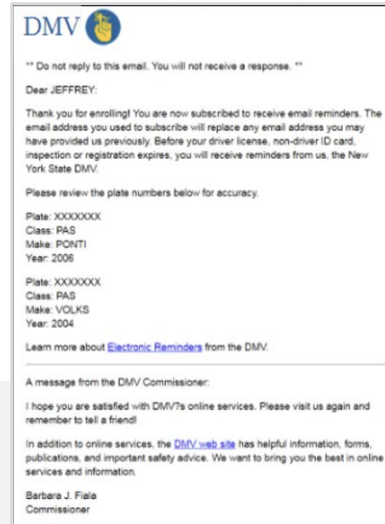 DMV
** Do not reply to this email. You will not receive a response. **
Dear JEFFREY:
Thank you for enrolling! You are now subscribed to receive email reminders. The
email address you used to subscribe will replace any email address you may
have provided us previously. Before your driver license, non-driver ID card,
inspection or registration expires, you will receive reminders from us, the New
York State DMV.
Please review the plate numbers below for accuracy.
Plate: XXXXXXX
Class: PAS
Make: PONTI
Year: 2006
Plate: XXXXXXX
Class: PAS
Make: VOLKS
Year: 2004
Learn more about Electronic Reminders from the DMV.
A message from the DMV Commissioner:
I hope you are satisfied with DMV?s online services. Please visit us again and
remember to tell a friend!
In addition to online services, the DMV web site has helpful information, forms,
publications, and important safety advice. We want to bring you the best in online
services and information.
Barbara J. Fiala
Commissioner